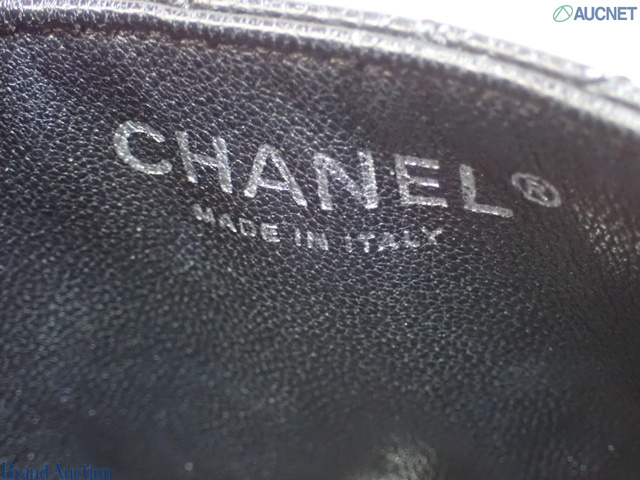 AUCNET
CHANEL®
MADE IN ITALY
Brand Auction